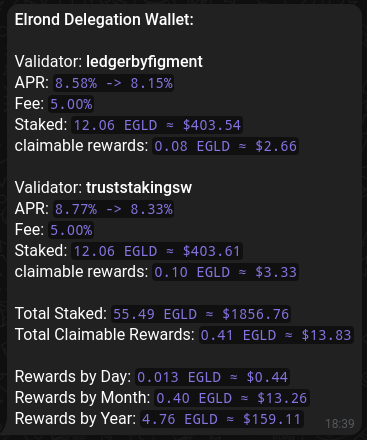 Elrond Delegation Wallet:
Validator: ledgerbyfigment
APR: 8.58% -> 8.15%
Fee: 5.00%
Staked: 12.06 EGLD ≈ $403.54
claimable rewards: 0.08 EGLD ≈ $2.66
Validator: truststakingsw
APR: 8.77% -> 8.33%
Fee: 5.00%
Staked: 12.06 EGLD ≈ $403.61
claimable rewards: 0.10 EGLD ≈ $3.33
Total Staked: 55.49 EGLD ≈ $1856.76
Total Claimable Rewards: 0.41 EGLD ≈ $13.83
Rewards by Day: 0.013 EGLD ≈ $0.44
Rewards by Month: 0.40 EGLD ≈ $13.26
Rewards by Year: 4.76 EGLD ≈ $159.11
18:39